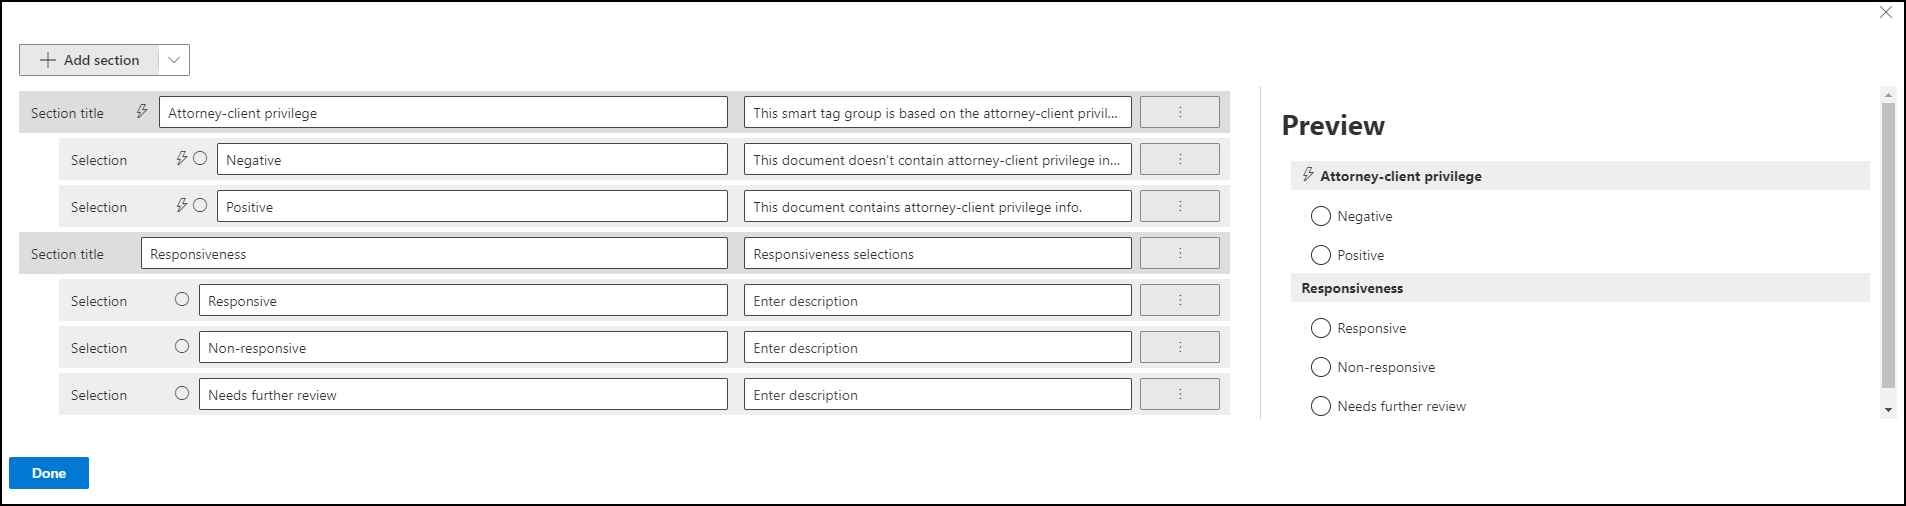 Add section
Section title Attorney-client privilege This smart tag group is based on the attorney-client privil...
Selection Negative This document doesn't contain attorney-client privilege in...
Selection Positive This document contains attorney-client privilege info.
Section title Responsiveness Responsiveness selections
Selection Responsive Enter description
Selection Non-responsive Enter description
Selection Needs further review Enter description
Preview
Attorney-client privilege
Negative
Positive
Responsiveness
Responsive
Non-responsive
Needs further review
Done